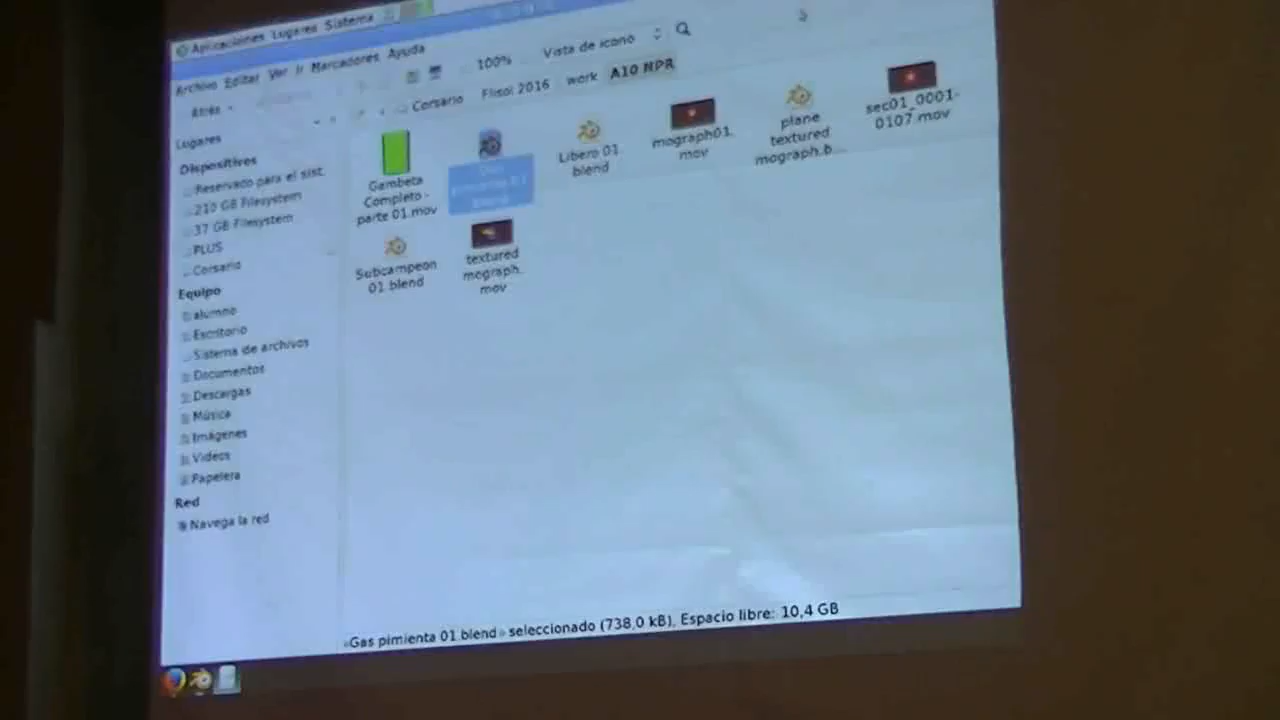 Aplicaciones Lugares Sistema
Archivo Editar Ver Ir Marcadores Ayuda
Atrás
100%
Vista de icono
Corsario
Flisol 2016
work
A10 NPR
Lugares
Dispositivos
Reservado para el sist.
210 GB Filesystem
37 GB Filesystem
PLUS
Corsario
Equipo
alumno
Escritorio
Sistema de archivos
Documentos
Descargas
Música
Imágenes
Videos
Papelera
Red
Navega la red
Gambeta
Completo -
parte 01.mov
Libero 01
blend
mograph01.
mov
plane
textured
mograph.b...
sec01_0001-
0107.mov
Subcampeon
01 blend
textured
mograph.
mov
«Gas pimienta 01.blend» seleccionado (738,0 kB), Espacio libre: 10,4 GB